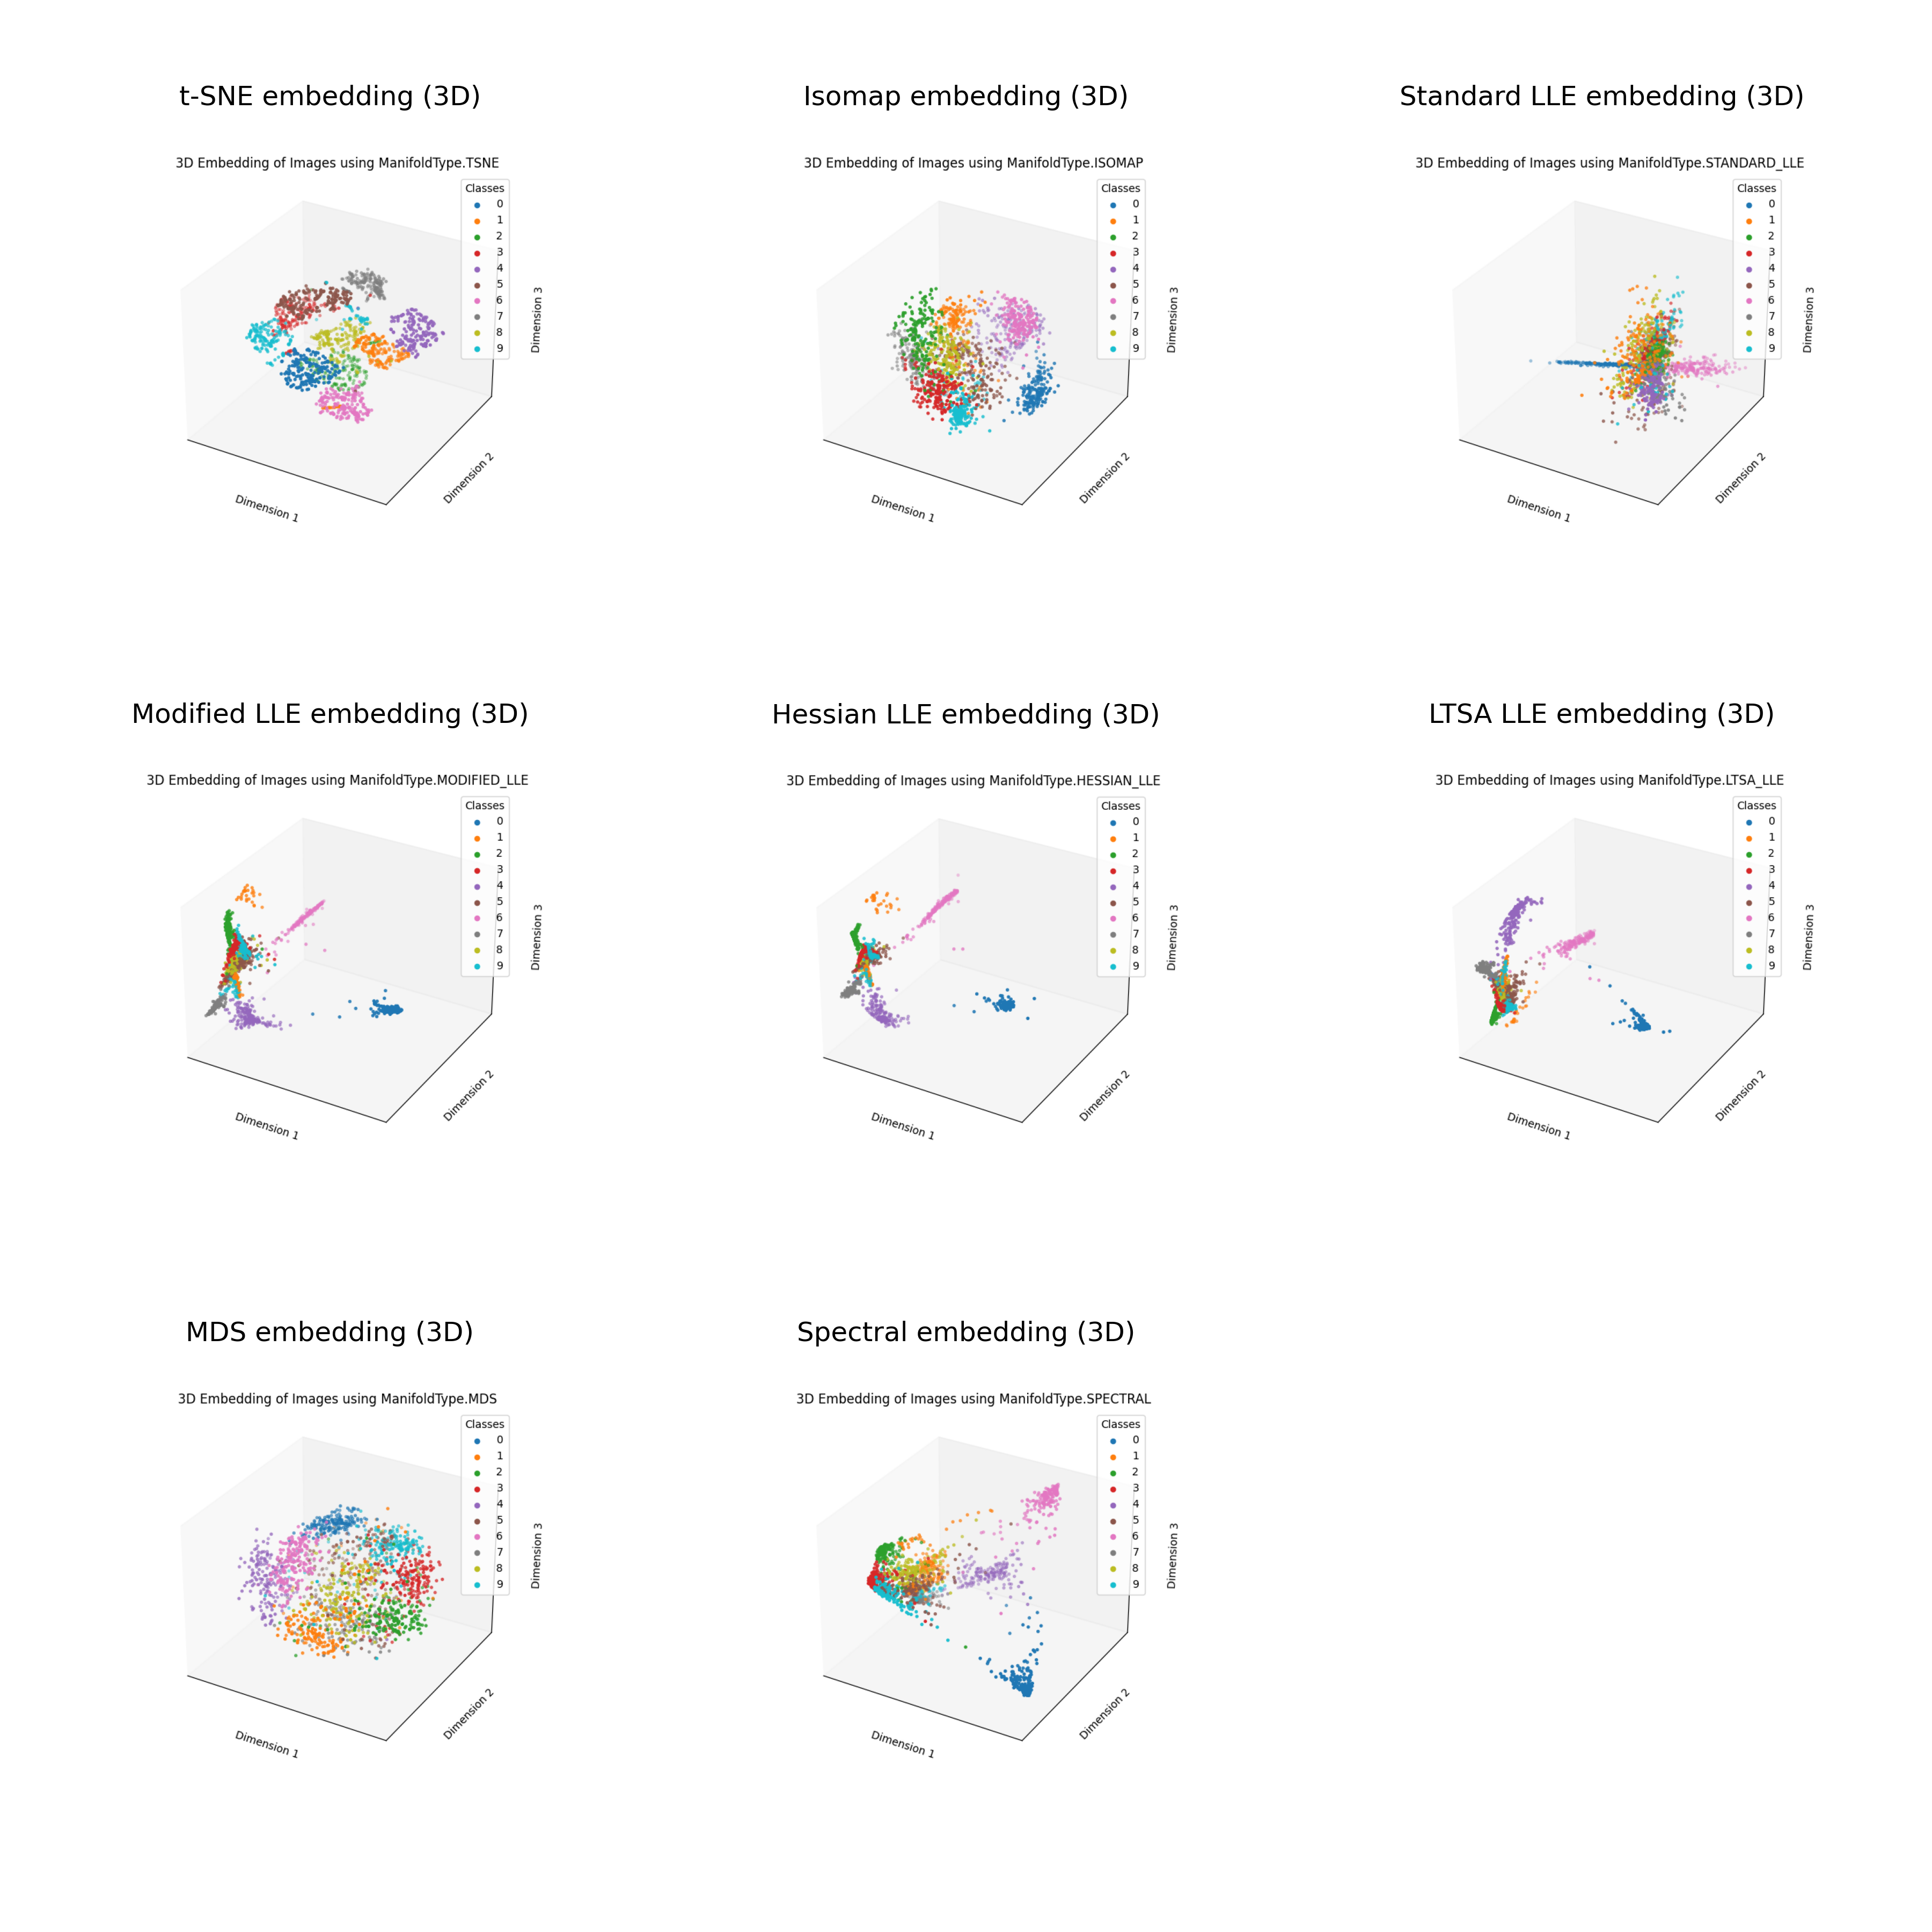 t-SNE embedding (3D)
3D Embedding of Images using ManifoldType.TSNE
Classes
0
1
2
3
4
5
6
7
8
9
Dimension 3
Dimension 2
Dimension 1
Isomap embedding (3D)
3D Embedding of Images using ManifoldType.ISOMAP
Classes
0
1
2
3
4
5
6
7
8
9
Dimension 3
Dimension 2
Dimension 1
Standard LLE embedding (3D)
3D Embedding of Images using ManifoldType.STANDARD_LLE
Classes
0
1
2
3
4
5
6
7
8
9
Dimension 3
Dimension 2
Dimension 1
Modified LLE embedding (3D)
3D Embedding of Images using ManifoldType.MODIFIED_LLE
Classes
0
1
2
3
4
5
6
7
8
9
Dimension 3
Dimension 2
Dimension 1
Hessian LLE embedding (3D)
3D Embedding of Images using ManifoldType.HESSIAN_LLE
Classes
0
1
2
3
4
5
6
7
8
9
Dimension 3
Dimension 2
Dimension 1
LTSA LLE embedding (3D)
3D Embedding of Images using ManifoldType.LTSA_LLE
Classes
0
1
2
3
4
5
6
7
8
9
Dimension 3
Dimension 2
Dimension 1
MDS embedding (3D)
3D Embedding of Images using ManifoldType.MDS
Classes
0
1
2
3
4
5
6
7
8
9
Dimension 3
Dimension 2
Dimension 1
Spectral embedding (3D)
3D Embedding of Images using ManifoldType.SPECTRAL
Classes
0
1
2
3
4
5
6
7
8
9
Dimension 3
Dimension 2
Dimension 1